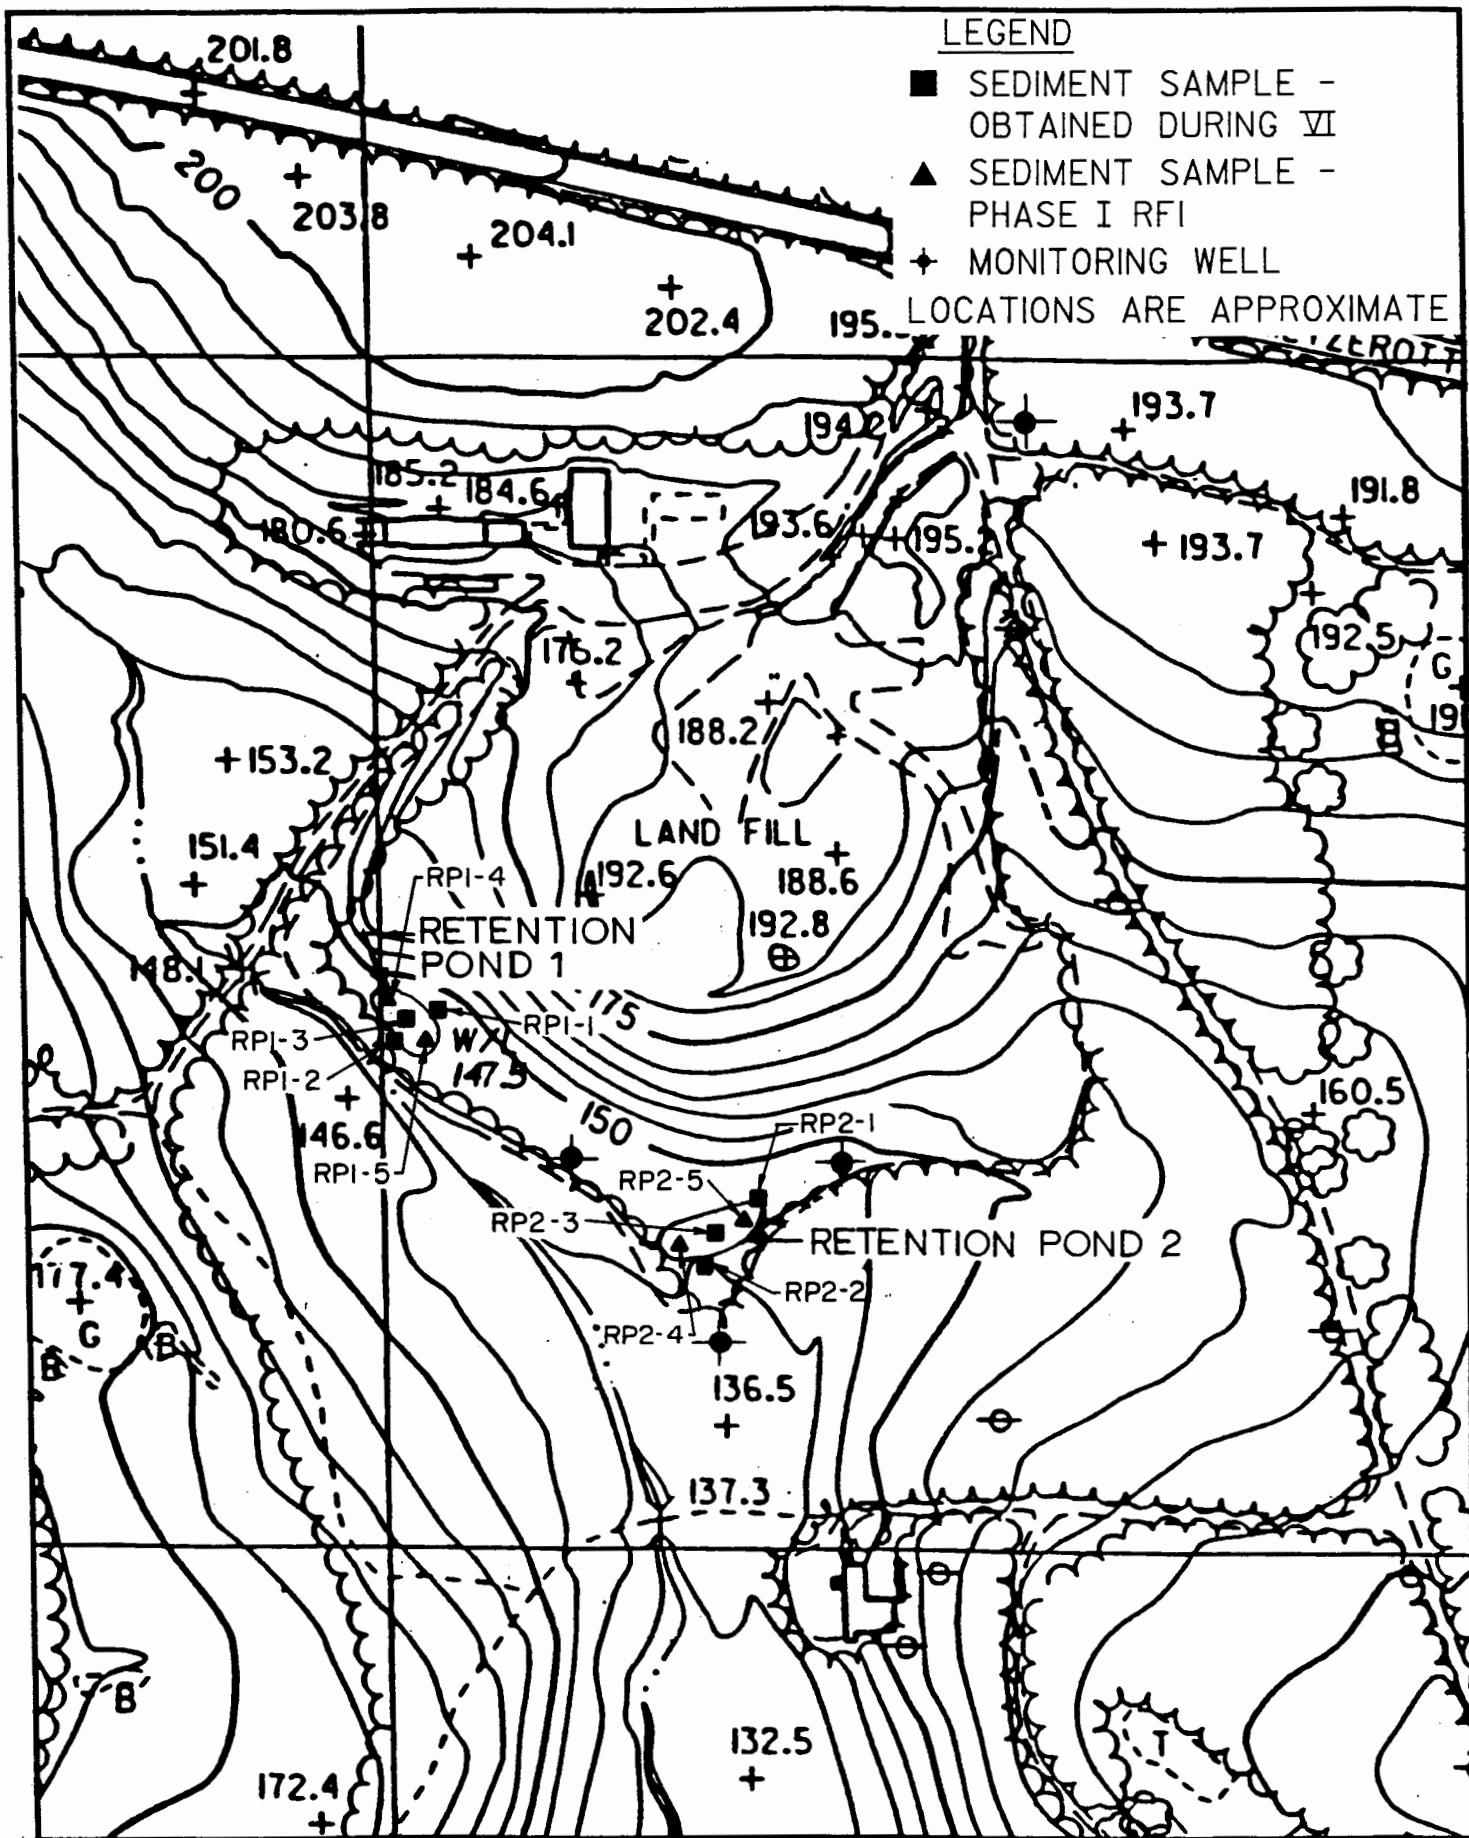 LEGEND
SEDIMENT SAMPLE -
OBTAINED DURING VI
SEDIMENT SAMPLE -
PHASE I RFI
MONITORING WELL
LOCATIONS ARE APPROXIMATE
201.8
200
203.8
204.1
202.4
195.
194.2
193.7
185.2
184.6
191.8
180.6
193.6
195.
193.7
176.2
192.5
G
188.2
B
153.2
LAND FILL
151.4
192.6
188.6
RP1-4
192.8
RETENTION
POND 1
148.1
175
RP1-1
RP1-3
W
147.5
RP1-2
160.5
146.6
150
RP2-1
RP1-5
RP2-5
RP2-3
RETENTION POND 2
177.4
RP2-2
G
RP2-4
B
B
136.5
137.3
B
132.5
T
172.4